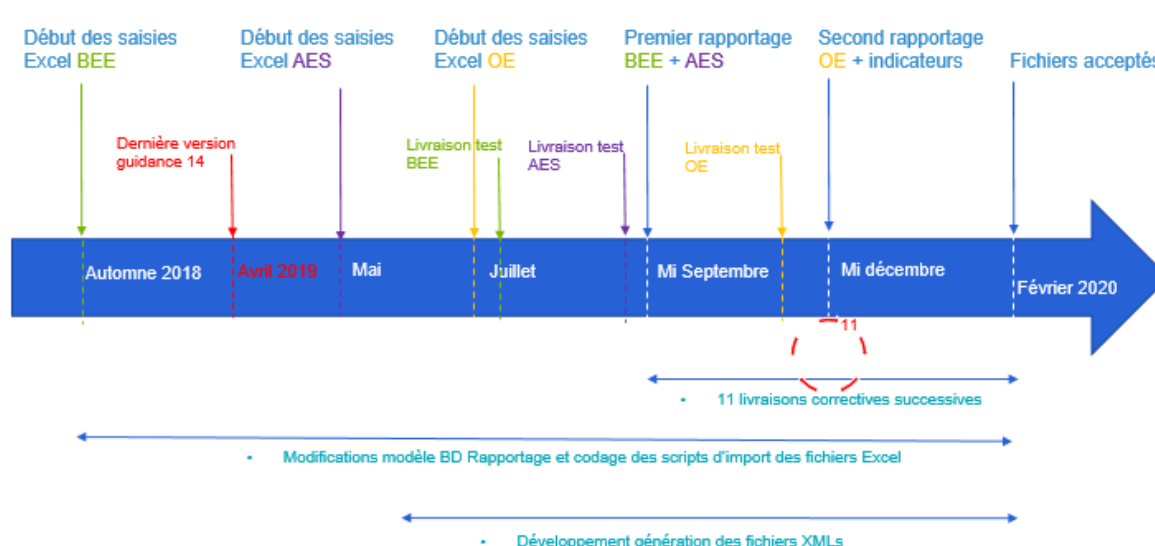 Début des saisies
Excel BEE
Début des saisies
Excel AES
Début des saisies
Excel OE
Premier rapportage
BEE + AES
Second rapportage
OE + indicateurs
Fichiers acceptés
Dernière version
guidance 14
Livraison test
BEE
Livraison test
AES
Livraison test
OE
Automne 2018
Avril 2019
Mai
Juillet
Mi Septembre
Mi décembre
Février 2020
11
• 11 livraisons correctives successives
• Modifications modèle BD Rapportage et codage des scripts d'import des fichiers Excel
• Développement génération des fichiers XMLs